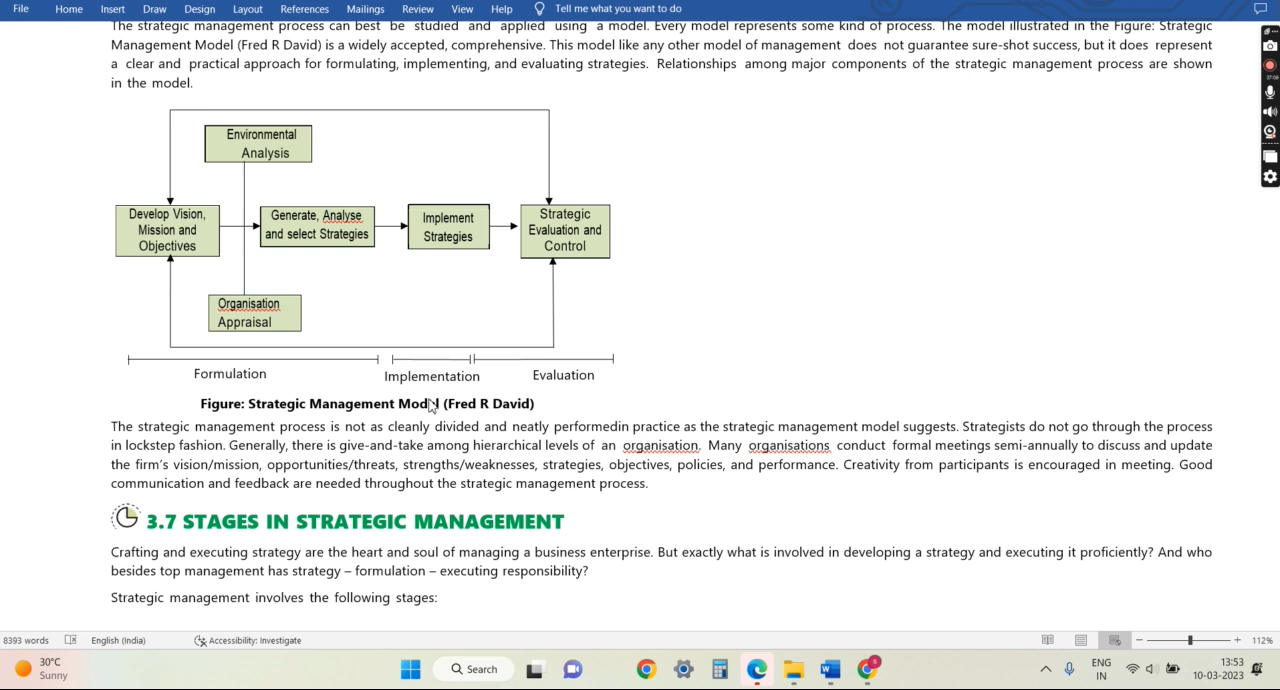 File Home Insert Draw Design Layout References Mailings Review View Help Tell me what you want to do
The strategic management process can best be studied and applied using a model. Every model represents some kind of process. The model illustrated in the Figure: Strategic
Management Model (Fred R David) is a widely accepted, comprehensive. This model like any other model of management does not guarantee sure-shot success, but it does represent
a clear and practical approach for formulating, implementing, and evaluating strategies. Relationships among major components of the strategic management process are shown
in the model.
Environmental
Analysis
Develop Vision,
Mission and
Objectives
Generate, Analyse
and select Strategies
Implement
Strategies
Strategic
Evaluation and
Control
Organisation
Appraisal
Formulation
Implementation
Evaluation
Figure: Strategic Management Model (Fred R David)
The strategic management process is not as cleanly divided and neatly performedin practice as the strategic management model suggests. Strategists do not go through the process
in lockstep fashion. Generally, there is give-and-take among hierarchical levels of an organisation. Many organisations conduct formal meetings semi-annually to discuss and update
the firm's vision/mission, opportunities/threats, strengths/weaknesses, strategies, objectives, policies, and performance. Creativity from participants is encouraged in meeting. Good
communication and feedback are needed throughout the strategic management process.
3.7 STAGES IN STRATEGIC MANAGEMENT
Crafting and executing strategy are the heart and soul of managing a business enterprise. But exactly what is involved in developing a strategy and executing it proficiently? And who
besides top management has strategy – formulation – executing responsibility?
Strategic management involves the following stages:
8393 words English (India) Accessibility: Investigate 112%
30°C
Sunny
Search
ENG
IN
13:53
10-03-2023